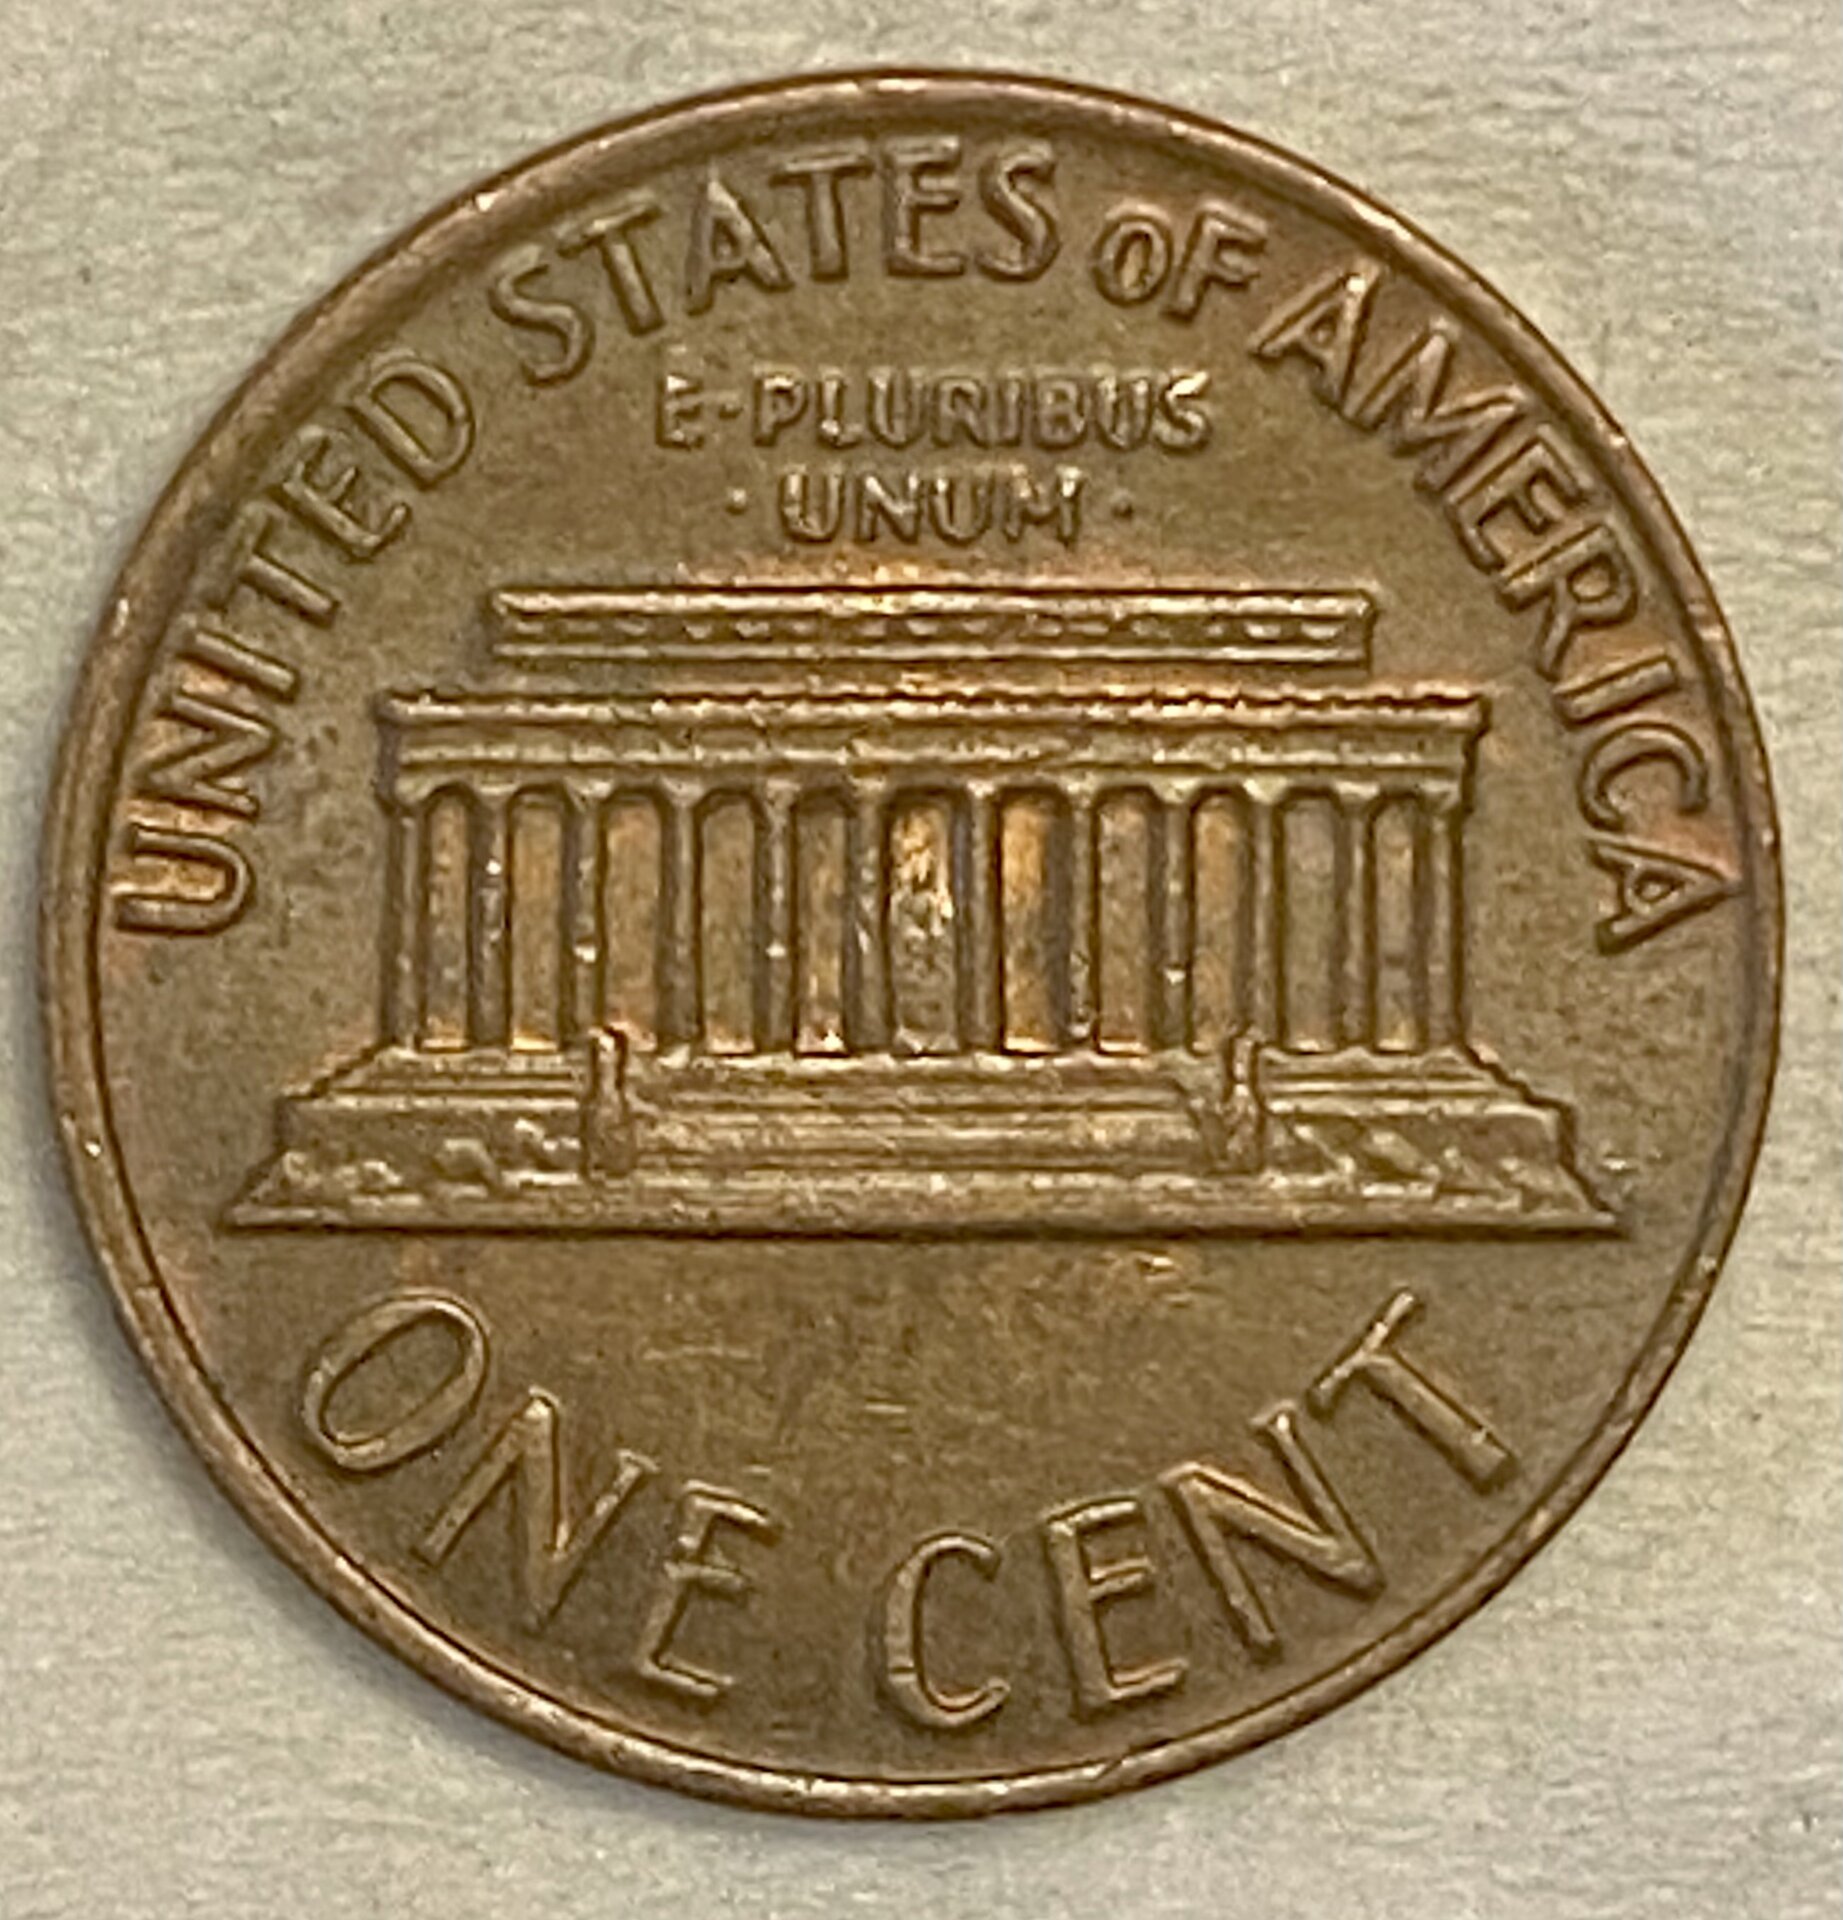 UNITED STATES OF AMERICA
E·PLURIBUS
· UNUM ·
ONE CENT